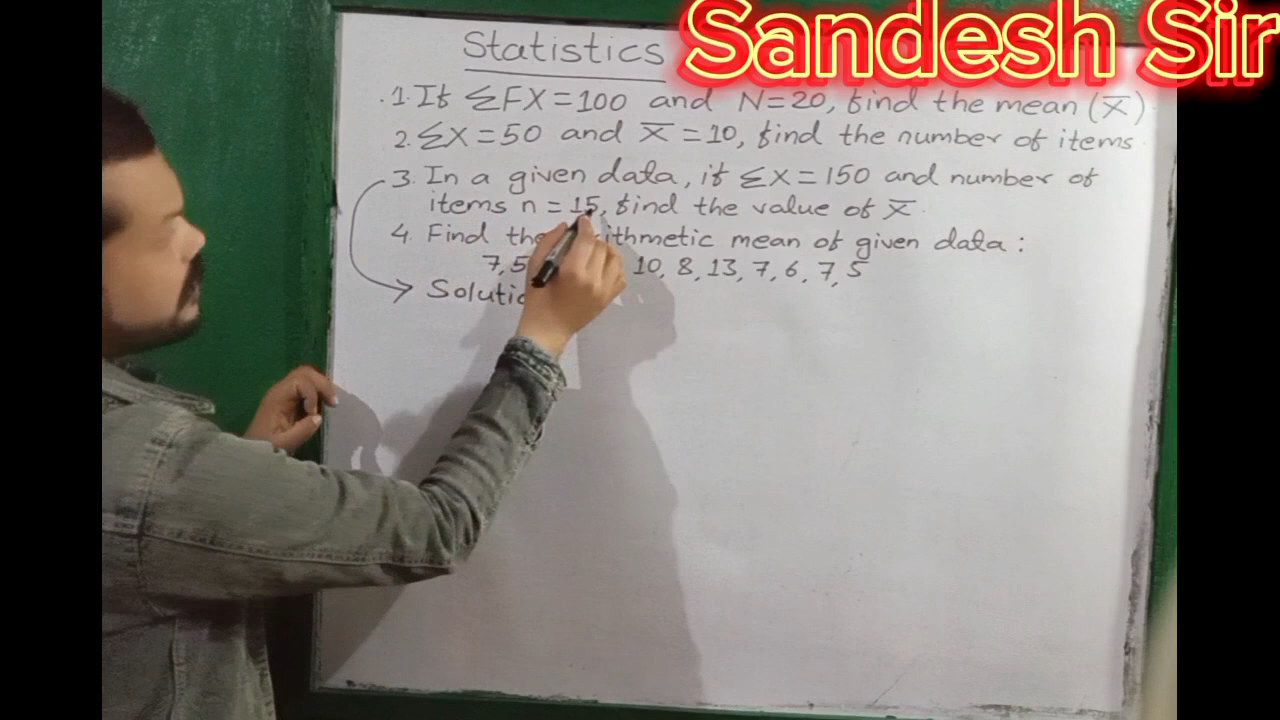 Sandesh Sir
Statistics
1. If ΣFX = 100 and N = 20, find the mean (X̄)
2. ΣX = 50 and X̄ = 10, find the number of items
3. In a given data, if ΣX = 150 and number of
items n = 15, find the value of X̄.
4. Find the mean of given data :
7, 5 10, 8, 13, 7, 6, 7, 5